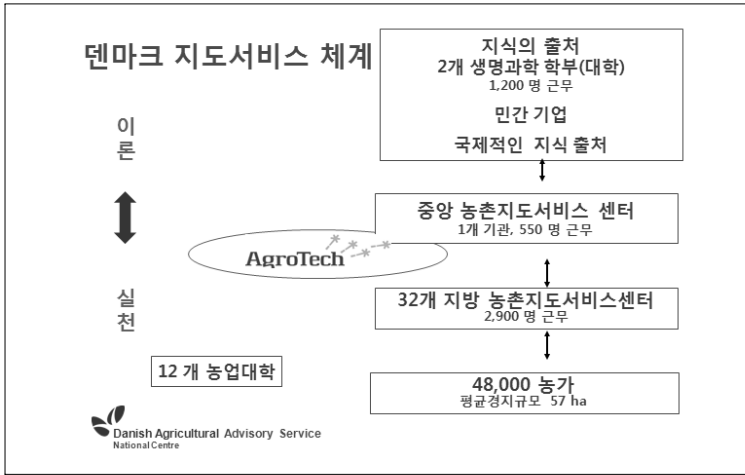 덴마크 지도서비스 체계
지식의 출처
2개 생명과학 학부(대학)
1,200 명 근무
민간 기업
국제적인 지식 출처
이론
중앙 농촌지도서비스 센터
1개 기관, 550 명 근무
AgroTech
실천
32개 지방 농촌지도서비스센터
2,900 명 근무
12 개 농업대학
48,000 농가
평균경지규모 57 ha
Danish Agricultural Advisory Service
National Centre